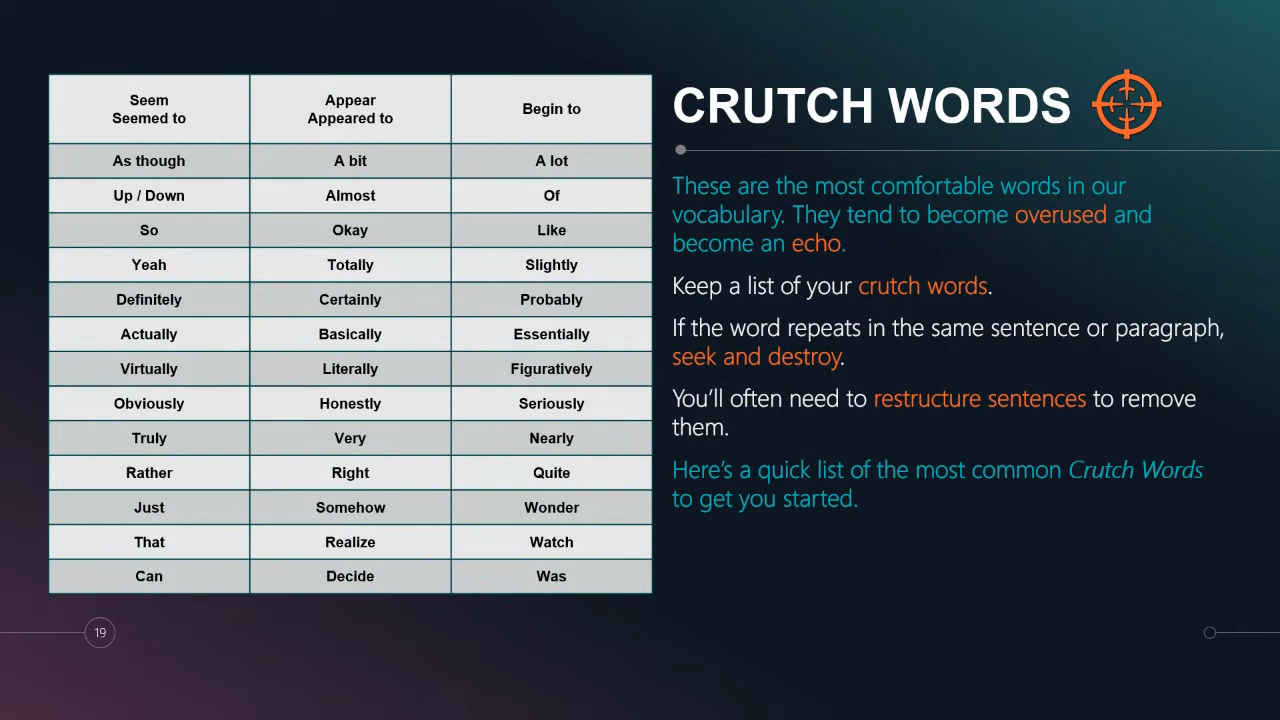 Seem Appear Begin to
Seemed to Appeared to
As though A bit A lot
Up / Down Almost Of
So Okay Like
Yeah Totally Slightly
Definitely Certainly Probably
Actually Basically Essentially
Virtually Literally Figuratively
Obviously Honestly Seriously
Truly Very Nearly
Rather Right Quite
Just Somehow Wonder
That Realize Watch
Can Decide Was
CRUTCH WORDS
These are the most comfortable words in our
vocabulary. They tend to become overused and
become an echo.
Keep a list of your crutch words.
If the word repeats in the same sentence or paragraph,
seek and destroy.
You'll often need to restructure sentences to remove
them.
Here's a quick list of the most common Crutch Words
to get you started.
19